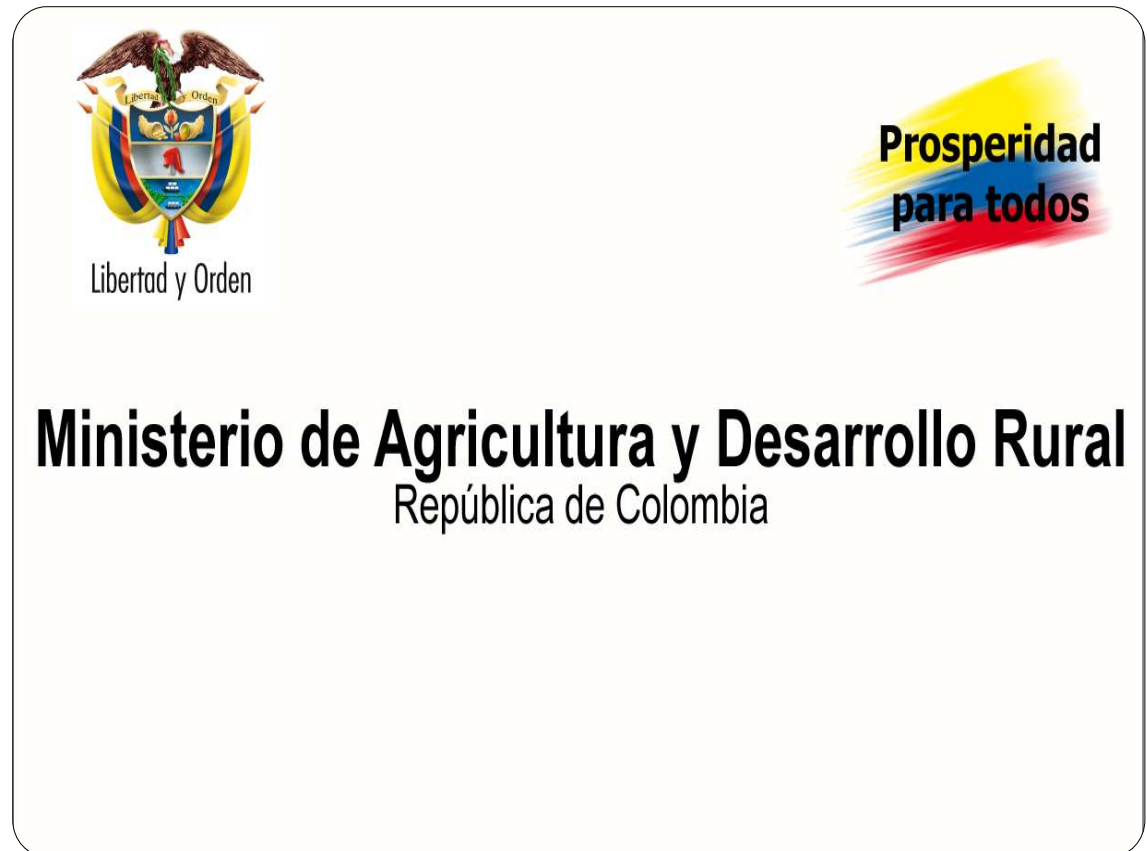 Libertad y Orden
Libertad y Orden
Prosperidad
para todos
Ministerio de Agricultura y Desarrollo Rural
República de Colombia